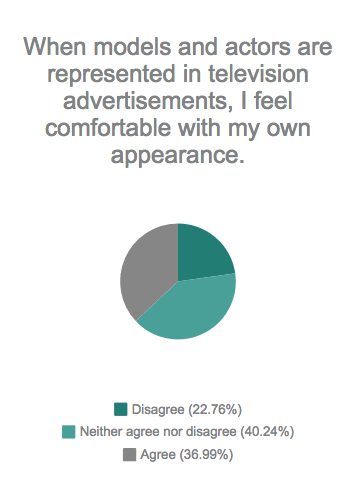 When models and actors are
represented in television
advertisements, I feel
comfortable with my own
appearance.
Disagree (22.76%)
Neither agree nor disagree (40.24%)
Agree (36.99%)